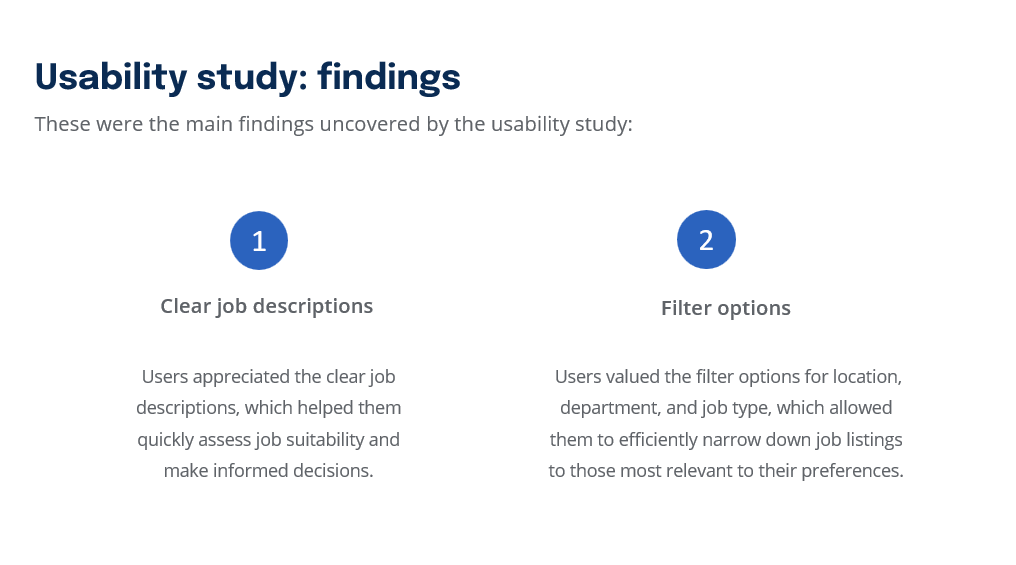 Usability study: findings
These were the main findings uncovered by the usability study:
1
Clear job descriptions
Users appreciated the clear job
descriptions, which helped them
quickly assess job suitability and
make informed decisions.
2
Filter options
Users valued the filter options for location,
department, and job type, which allowed
them to efficiently narrow down job listings
to those most relevant to their preferences.